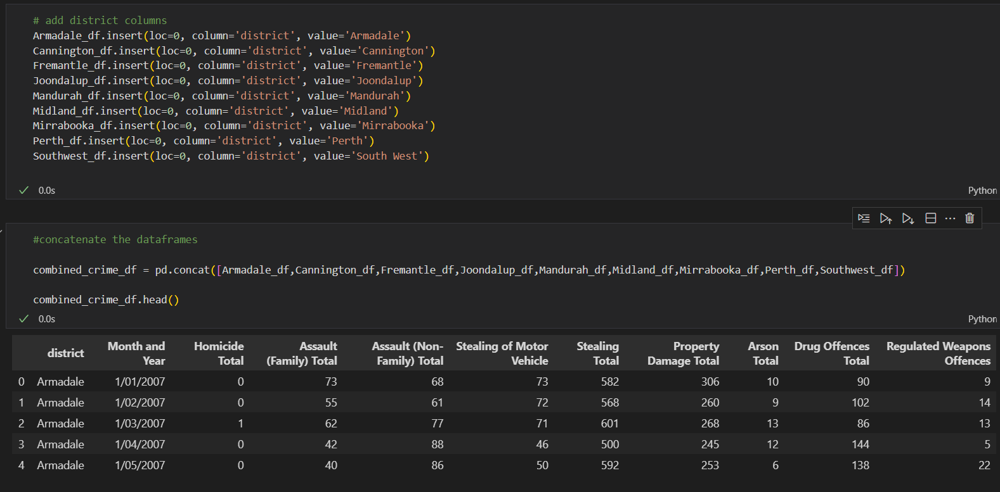 # add district columns
Armadale_df.insert(loc=0, column='district', value='Armadale')
Cannington_df.insert(loc=0, column='district', value='Cannington')
Fremantle_df.insert(loc=0, column='district', value='Fremantle')
Joondalup_df.insert(loc=0, column='district', value='Joondalup')
Mandurah_df.insert(loc=0, column='district', value='Mandurah')
Midland_df.insert(loc=0, column='district', value='Midland')
Mirrabooka_df.insert(loc=0, column='district', value='Mirrabooka')
Perth_df.insert(loc=0, column='district', value='Perth')
Southwest_df.insert(loc=0, column='district', value='South West')
0.0s Python
#concatenate the dataframes
combined_crime_df = pd.concat([Armadale_df,Cannington_df,Fremantle_df,Joondalup_df,Mandurah_df,Midland_df,Mirrabooka_df,Perth_df,Southwest_df])
combined_crime_df.head()
0.0s Python
district Month and Homicide Assault Assault (Non- Stealing of Motor Stealing Property Arson Drug Offences Regulated Weapons
Year Total (Family) Total Family) Total Vehicle Total Damage Total Total Total Offences
0 Armadale 1/01/2007 0 73 68 73 582 306 10 90 9
1 Armadale 1/02/2007 0 55 61 72 568 260 9 102 14
2 Armadale 1/03/2007 1 62 77 71 601 268 13 86 13
3 Armadale 1/04/2007 0 42 88 46 500 245 12 144 5
4 Armadale 1/05/2007 0 40 86 50 592 253 6 138 22